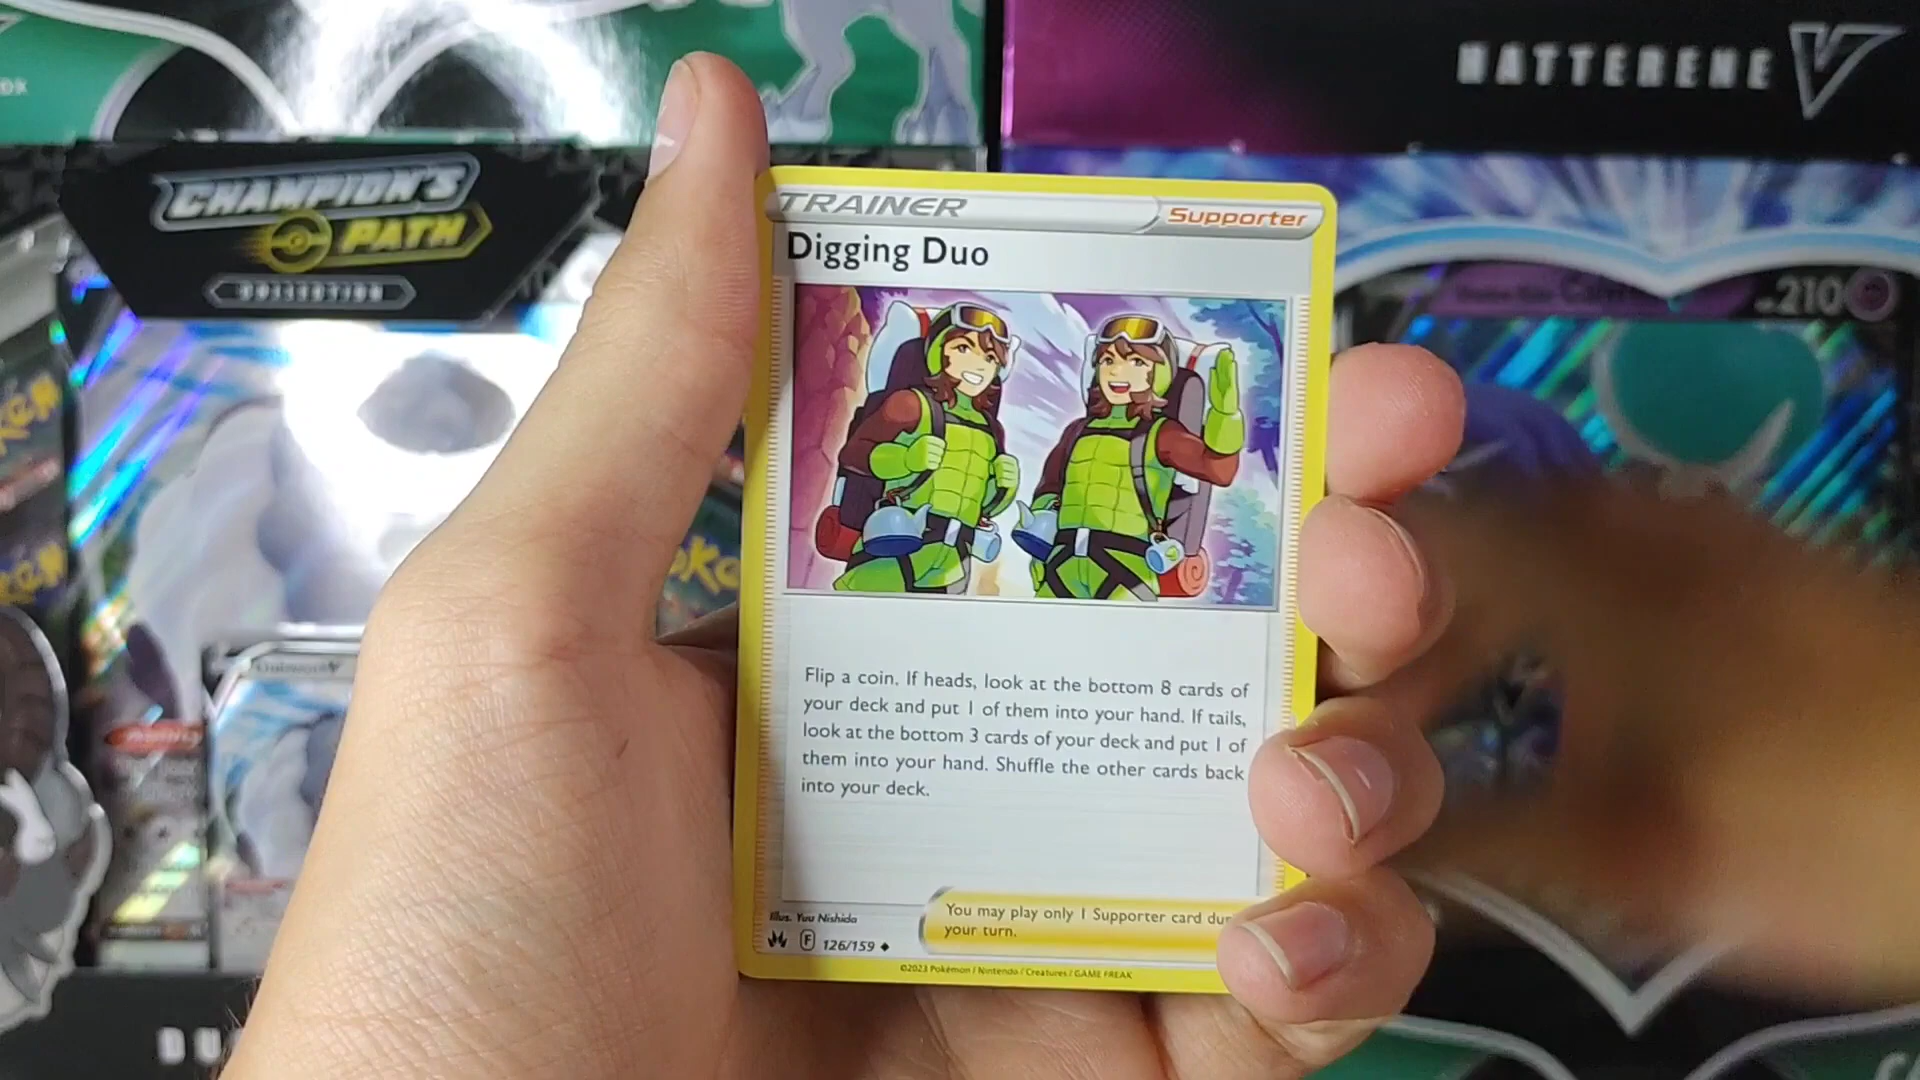 HATTERENE V
CHAMPION'S
PATH
COLLECTION
210
TRAINER
Supporter
Digging Duo
Flip a coin. If heads, look at the bottom 8 cards of
your deck and put 1 of them into your hand. If tails,
look at the bottom 3 cards of your deck and put 1 of
them into your hand. Shuffle the other cards back
into your deck.
You may play only 1 Supporter card dur
your turn.
Illus. Yuu Nishida
F 126/159
©2023 Pokémon / Nintendo / Creatures / GAME FREAK
DU